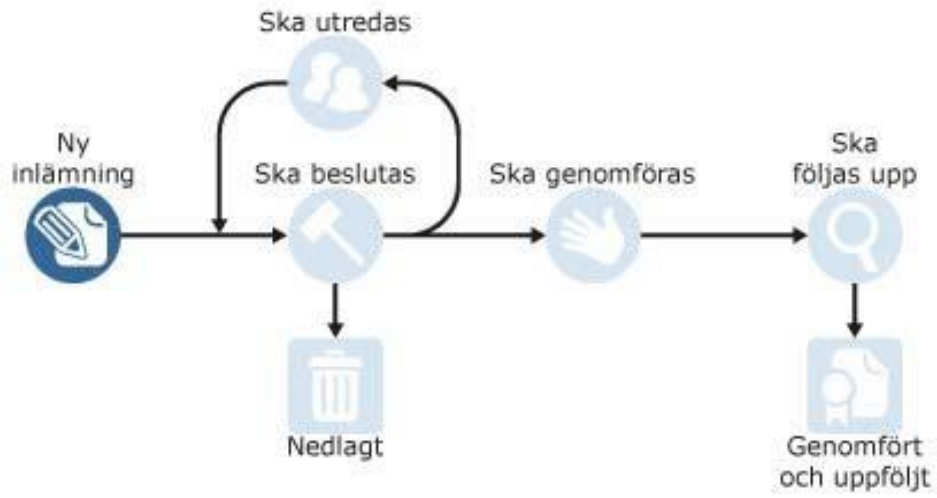 Ska utredas
Ny
inlämning
Ska beslutas
Ska genomföras
Ska
följas upp
Nedlagt
Genomfört
och uppföljt